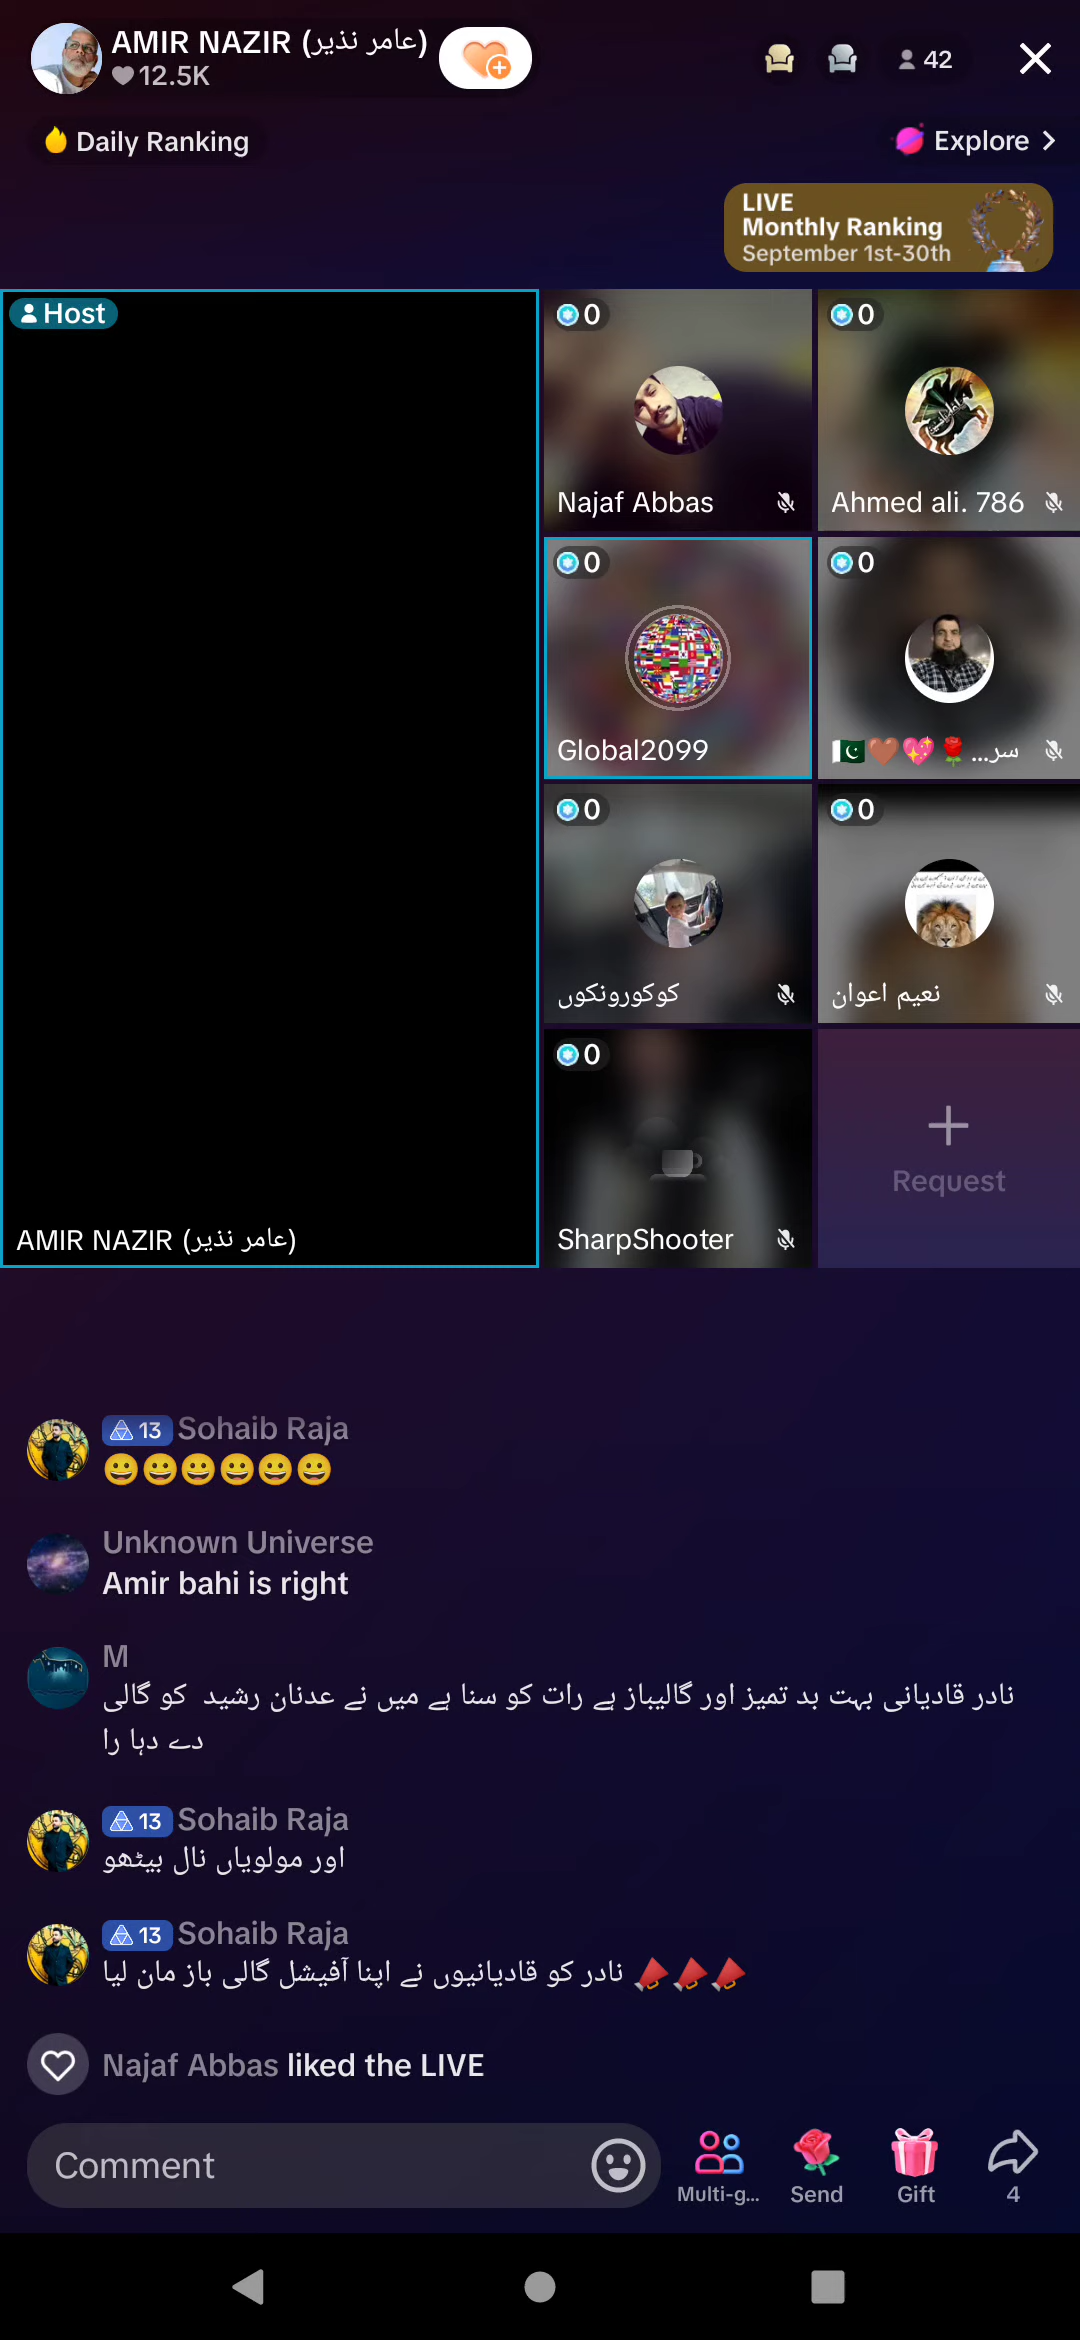 AMIR NAZIR (عامر نذیر)
12.5K
42
Daily Ranking
Explore
LIVE
Monthly Ranking
September 1st-30th
Host
AMIR NAZIR (عامر نذیر)
0
Najaf Abbas
0
Ahmed ali. 786
0
Global2099
0
🇵🇰🤎💖🌹...سر
0
کوکورونکوں
0
نعیم اعوان
0
SharpShooter
Request
13 Sohaib Raja
😀😀😀😀😀😀
Unknown Universe
Amir bahi is right
M
نادر قادیانی بہت بد تمیز اور گالیباز ہے رات کو سنا ہے میں نے عدنان رشید کو گالی
دے دہا را
13 Sohaib Raja
اور مولویاں نال بیٹھو
13 Sohaib Raja
نادر کو قادیانیوں نے اپنا آفیشل گالی باز مان لیا 📣📣📣
Najaf Abbas liked the LIVE
Comment
Multi-g...
Send
Gift
4